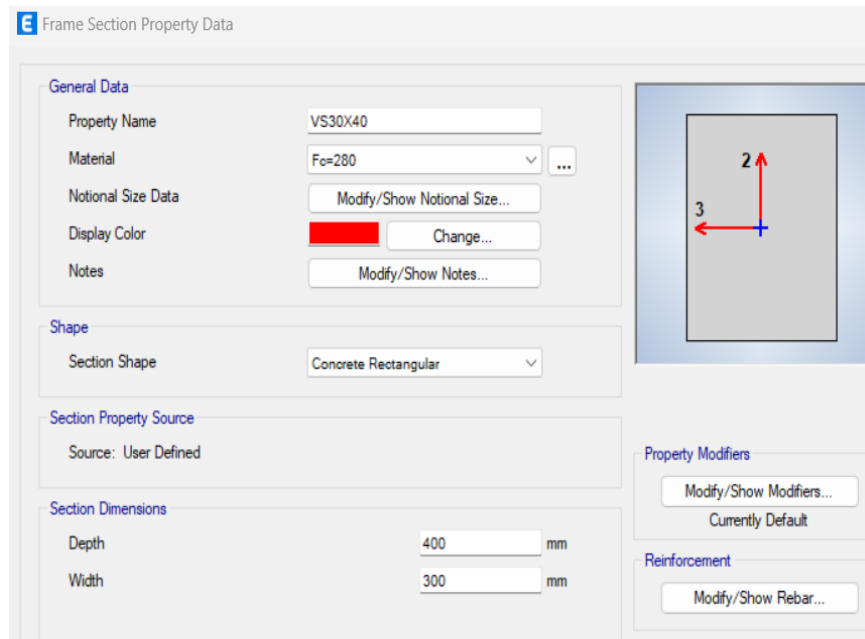 Frame Section Property Data
General Data
Property Name VS30X40
Material Fc=280 ...
Notional Size Data Modify/Show Notional Size...
Display Color Change...
Notes Modify/Show Notes...
Shape
Section Shape Concrete Rectangular
Section Property Source
Source: User Defined
Section Dimensions
Depth 400 mm
Width 300 mm
2
3
Property Modifiers
Modify/Show Modifiers...
Currently Default
Reinforcement
Modify/Show Rebar...